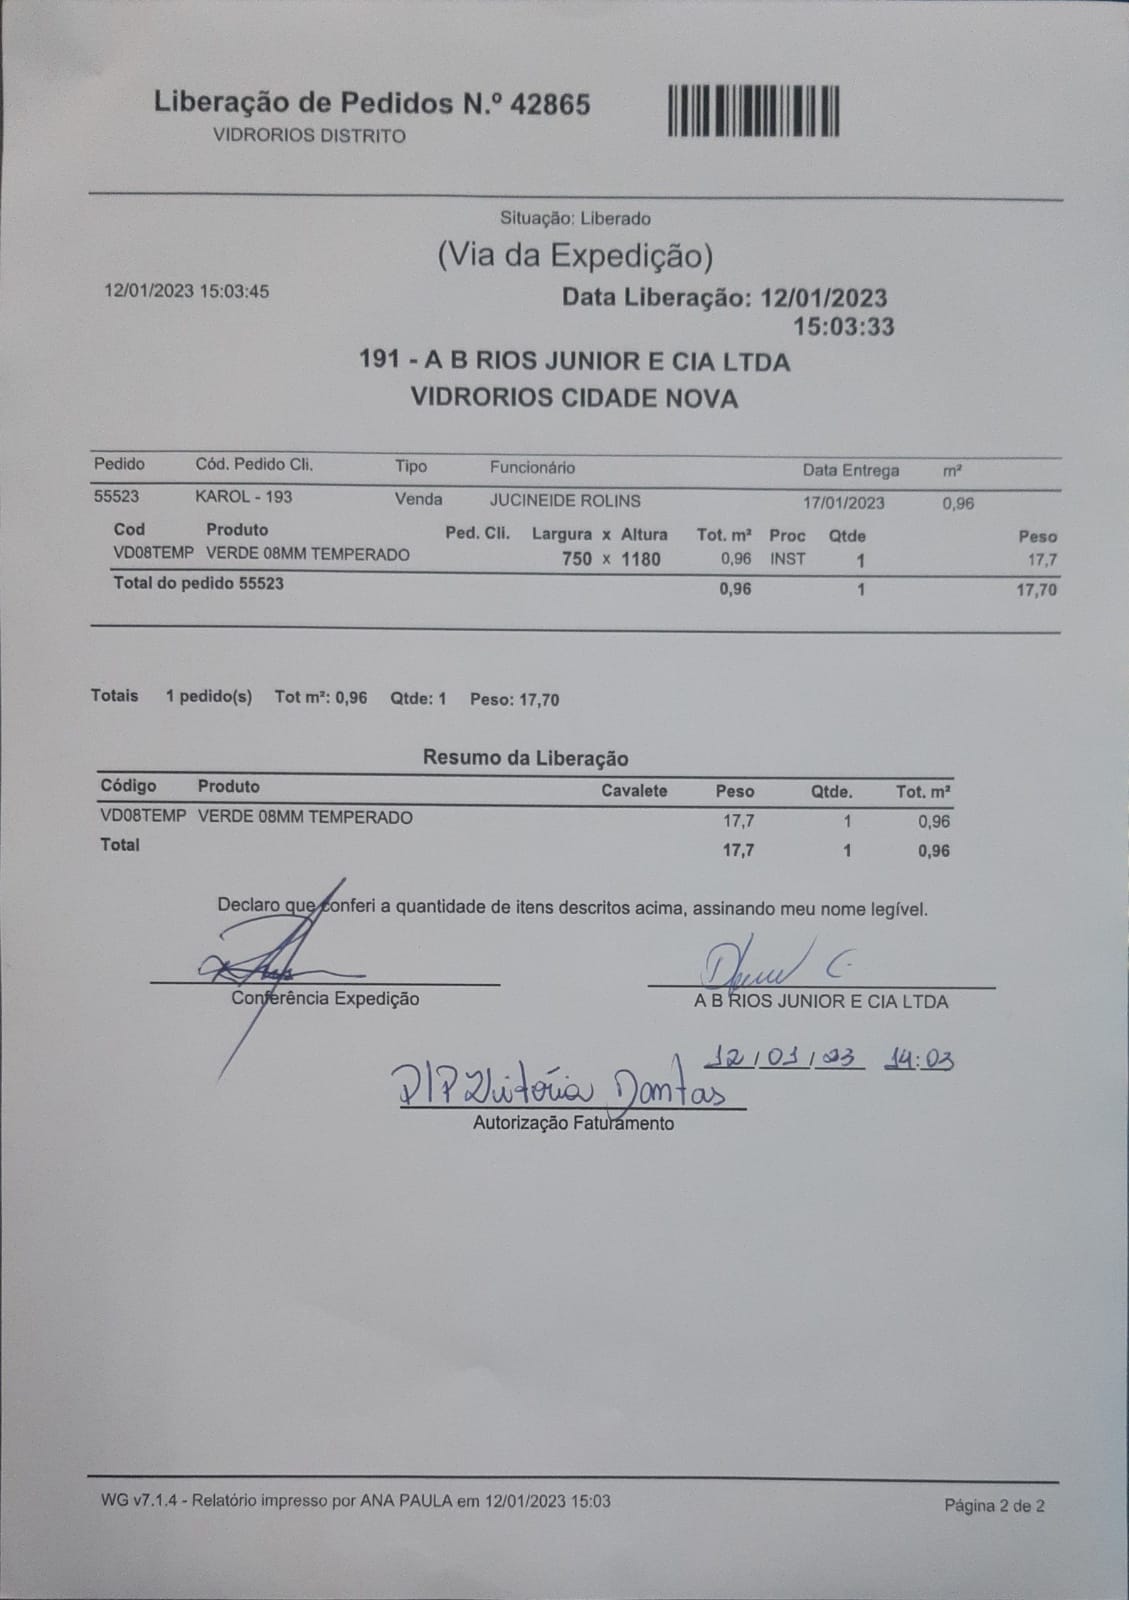 Liberação de Pedidos N.º 42865
VIDRORIOS DISTRITO
Situação: Liberado
(Via da Expedição)
12/01/2023 15:03:45
Data Liberação: 12/01/2023
15:03:33
191 - A B RIOS JUNIOR E CIA LTDA
VIDRORIOS CIDADE NOVA
Pedido Cód. Pedido Cli. Tipo Funcionário Data Entrega m²
55523 KAROL - 193 Venda JUCINEIDE ROLINS 17/01/2023 0,96
Cod Produto Ped. Cli. Largura x Altura Tot. m² Proc Qtde Peso
VD08TEMP VERDE 08MM TEMPERADO 750 x 1180 0,96 INST 1 17,7
Total do pedido 55523 0,96 1 17,70
Totais 1 pedido(s) Tot m²: 0,96 Qtde: 1 Peso: 17,70
Resumo da Liberação
Código Produto Cavalete Peso Qtde. Tot. m²
VD08TEMP VERDE 08MM TEMPERADO 17,7 1 0,96
Total 17,7 1 0,96
Declaro que conferi a quantidade de itens descritos acima, assinando meu nome legível.
Conferência Expedição
A B RIOS JUNIOR E CIA LTDA
12/01/23 14:03
P/P Vitória Dantas
Autorização Faturamento
WG v7.1.4 - Relatório impresso por ANA PAULA em 12/01/2023 15:03
Página 2 de 2